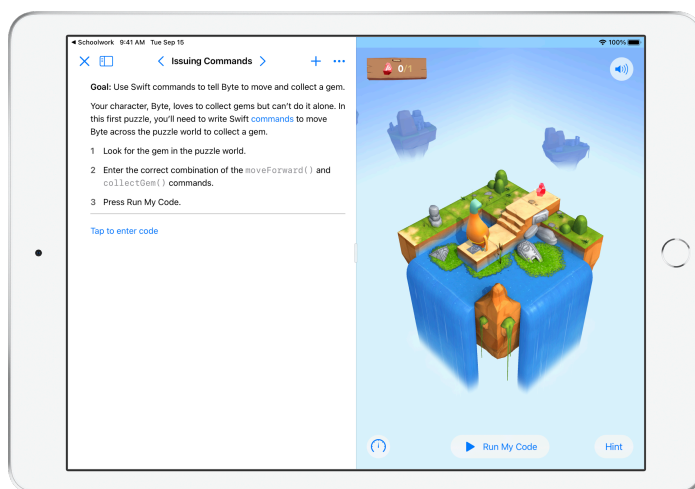 ◀ Schoolwork 9:41 AM Tue Sep 15
100%
Issuing Commands
0/1
Goal: Use Swift commands to tell Byte to move and collect a gem.
Your character, Byte, loves to collect gems but can't do it alone. In
this first puzzle, you'll need to write Swift commands to move
Byte across the puzzle world to collect a gem.
1 Look for the gem in the puzzle world.
2 Enter the correct combination of the moveForward() and
collectGem() commands.
3 Press Run My Code.
Tap to enter code
Run My Code
Hint